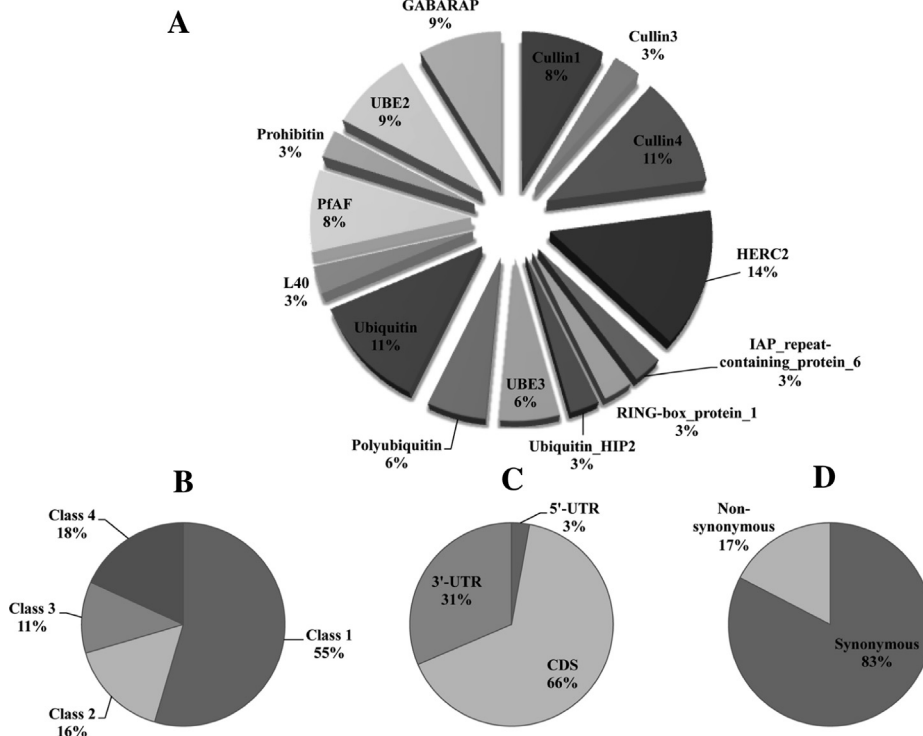 A
GABARAP
9%
Cullin1
8%
Cullin3
3%
Cullin4
11%
HERC2
14%
IAP_repeat-
containing_protein_6
3%
RING-box_protein_1
3%
Ubiquitin_HIP2
3%
UBE3
6%
Polyubiquitin
6%
Ubiquitin
11%
L40
3%
PfAF
8%
Prohibitin
3%
UBE2
9%
B
Class 4
18%
Class 3
11%
Class 2
16%
Class 1
55%
C
5'-UTR
3%
3'-UTR
31%
CDS
66%
D
Non-
synonymous
17%
Synonymous
83%